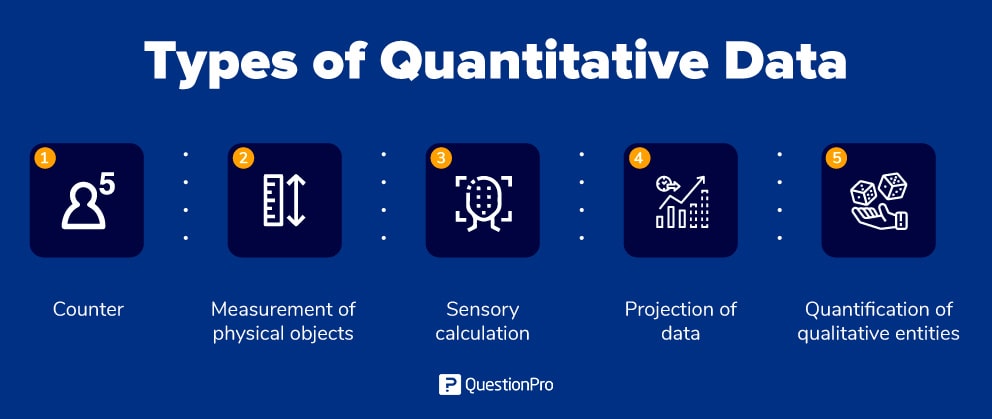 Types of Quantitative Data
1
5
2
3
4
5
Counter
Measurement of
physical objects
Sensory
calculation
Projection of
data
Quantification of
qualitative entities
? QuestionPro